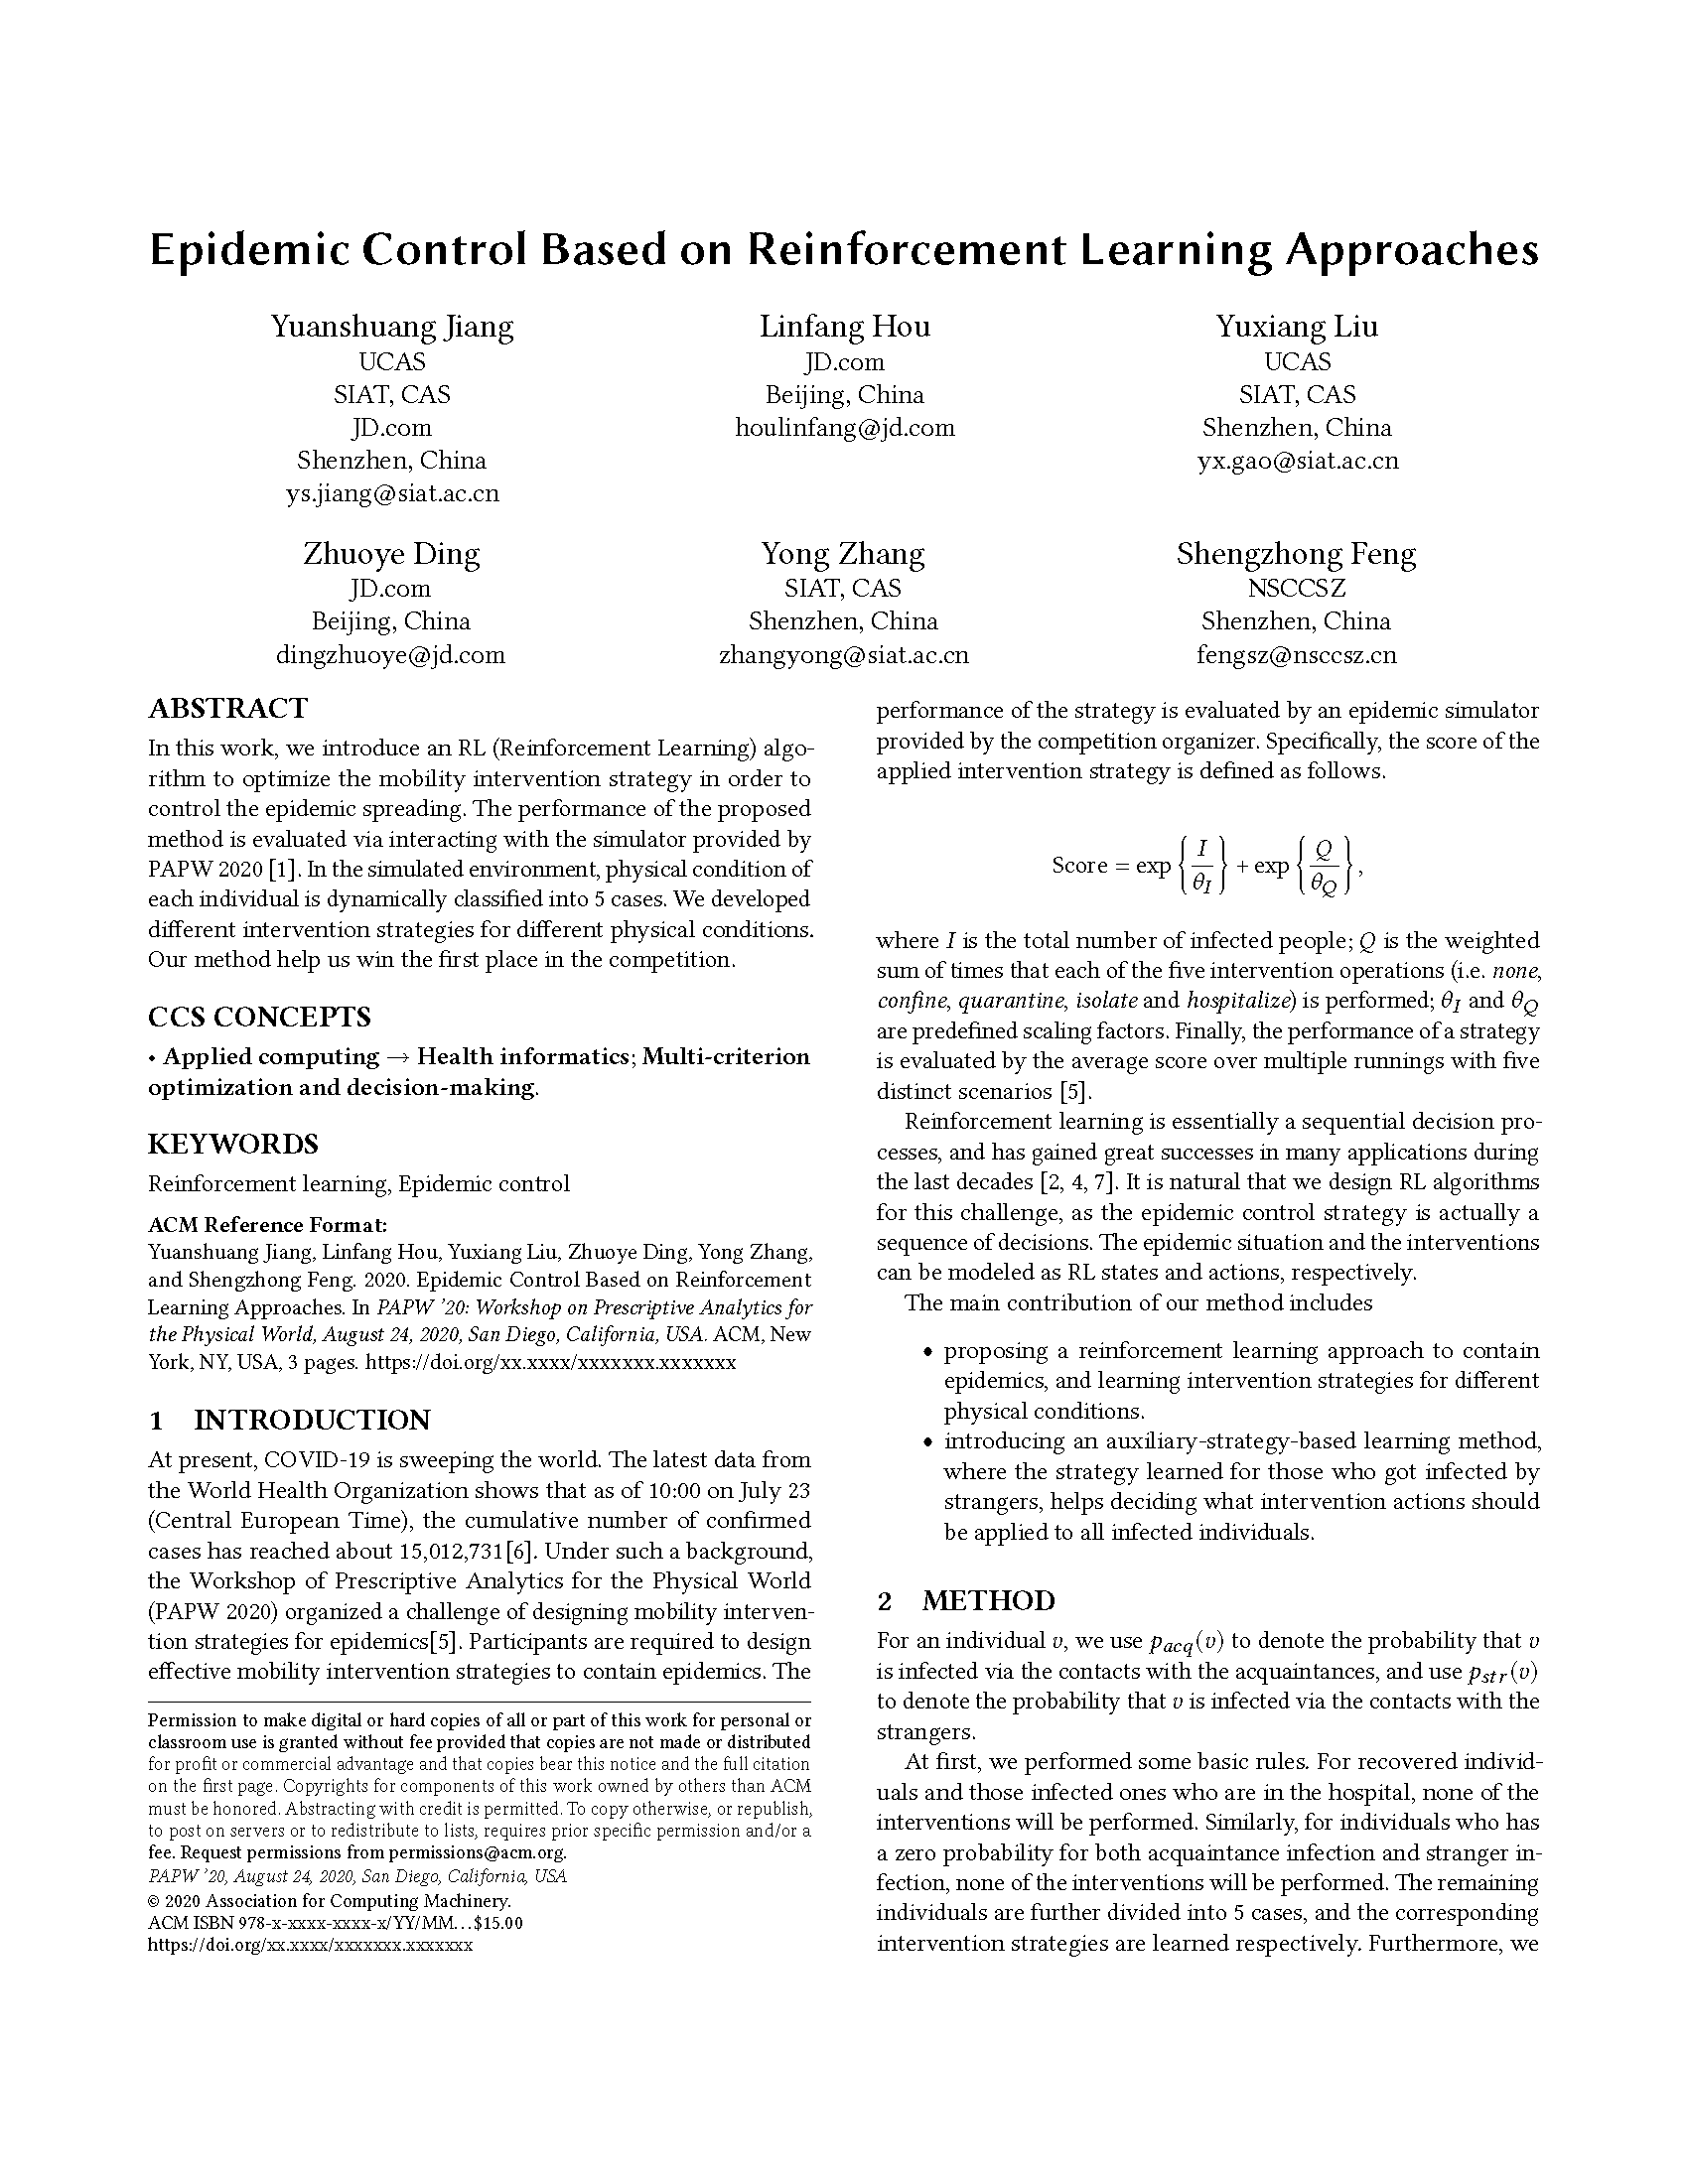 Epidemic Control Based on Reinforcement Learning Approaches
Yuanshuang Jiang
UCAS
SIAT, CAS
JD.com
Shenzhen, China
ys.jiang@siat.ac.cn
Linfang Hou
JD.com
Beijing, China
houlinfang@jd.com
Yuxiang Liu
UCAS
SIAT, CAS
Shenzhen, China
yx.gao@siat.ac.cn
Zhuoye Ding
JD.com
Beijing, China
dingzhuoye@jd.com
Yong Zhang
SIAT, CAS
Shenzhen, China
zhangyong@siat.ac.cn
Shengzhong Feng
NSCCSZ
Shenzhen, China
fengsz@nsccsz.cn
ABSTRACT
In this work, we introduce an RL (Reinforcement Learning) algo-
rithm to optimize the mobility intervention strategy in order to
control the epidemic spreading. The performance of the proposed
method is evaluated via interacting with the simulator provided by
PAPW 2020 [1]. In the simulated environment, physical condition of
each individual is dynamically classified into 5 cases. We developed
different intervention strategies for different physical conditions.
Our method help us win the first place in the competition.
CCS CONCEPTS
• Applied computing → Health informatics; Multi-criterion
optimization and decision-making.
KEYWORDS
Reinforcement learning, Epidemic control
ACM Reference Format:
Yuanshuang Jiang, Linfang Hou, Yuxiang Liu, Zhuoye Ding, Yong Zhang,
and Shengzhong Feng. 2020. Epidemic Control Based on Reinforcement
Learning Approaches. In PAPW ’20: Workshop on Prescriptive Analytics for
the Physical World, August 24, 2020, San Diego, California, USA. ACM, New
York, NY, USA, 3 pages. https://doi.org/xx.xxxx/xxxxxxx.xxxxxxx
1 INTRODUCTION
At present, COVID-19 is sweeping the world. The latest data from
the World Health Organization shows that as of 10:00 on July 23
(Central European Time), the cumulative number of confirmed
cases has reached about 15,012,731[6]. Under such a background,
the Workshop of Prescriptive Analytics for the Physical World
(PAPW 2020) organized a challenge of designing mobility interven-
tion strategies for epidemics[5]. Participants are required to design
effective mobility intervention strategies to contain epidemics. The
Permission to make digital or hard copies of all or part of this work for personal or
classroom use is granted without fee provided that copies are not made or distributed
for profit or commercial advantage and that copies bear this notice and the full citation
on the first page. Copyrights for components of this work owned by others than ACM
must be honored. Abstracting with credit is permitted. To copy otherwise, or republish,
to post on servers or to redistribute to lists, requires prior specific permission and/or a
fee. Request permissions from permissions@acm.org.
PAPW ’20, August 24, 2020, San Diego, California, USA
© 2020 Association for Computing Machinery.
ACM ISBN 978-x-xxxx-xxxx-x/YY/MM...$15.00
https://doi.org/xx.xxxx/xxxxxxx.xxxxxxx
performance of the strategy is evaluated by an epidemic simulator
provided by the competition organizer. Specifically, the score of the
applied intervention strategy is defined as follows.
Score = exp { I / θ_I } + exp { Q / θ_Q },
where I is the total number of infected people; Q is the weighted
sum of times that each of the five intervention operations (i.e. none,
confine, quarantine, isolate and hospitalize) is performed; θ_I and θ_Q
are predefined scaling factors. Finally, the performance of a strategy
is evaluated by the average score over multiple runnings with five
distinct scenarios [5].
Reinforcement learning is essentially a sequential decision pro-
cesses, and has gained great successes in many applications during
the last decades [2, 4, 7]. It is natural that we design RL algorithms
for this challenge, as the epidemic control strategy is actually a
sequence of decisions. The epidemic situation and the interventions
can be modeled as RL states and actions, respectively.
The main contribution of our method includes
• proposing a reinforcement learning approach to contain
epidemics, and learning intervention strategies for different
physical conditions.
• introducing an auxiliary-strategy-based learning method,
where the strategy learned for those who got infected by
strangers, helps deciding what intervention actions should
be applied to all infected individuals.
2 METHOD
For an individual v, we use p_acq(v) to denote the probability that v
is infected via the contacts with the acquaintances, and use p_str(v)
to denote the probability that v is infected via the contacts with the
strangers.
At first, we performed some basic rules. For recovered individ-
uals and those infected ones who are in the hospital, none of the
interventions will be performed. Similarly, for individuals who has
a zero probability for both acquaintance infection and stranger in-
fection, none of the interventions will be performed. The remaining
individuals are further divided into 5 cases, and the corresponding
intervention strategies are learned respectively. Furthermore, we